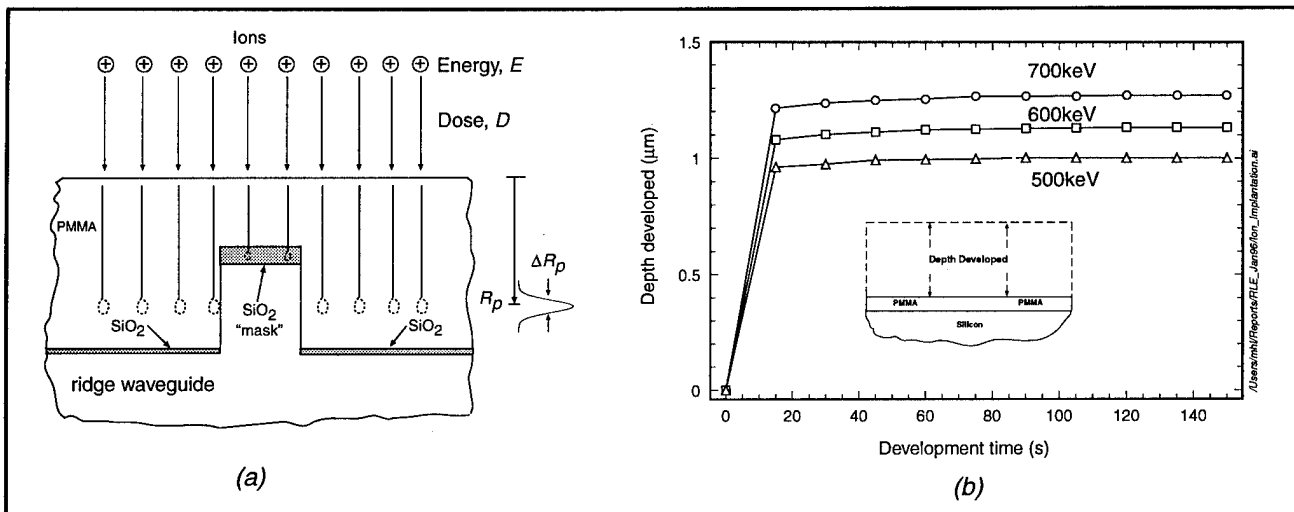 Ions
Energy, E
Dose, D
PMMA
ΔRp
Rp
SiO2
"mask"
SiO2
SiO2
ridge waveguide
(a)
1.5
1
0.5
0
Depth developed (μm)
700keV
600keV
500keV
Depth Developed
PMMA
PMMA
Silicon
0
20
40
60
80
100
120
140
Development time (s)
/Users/mhl/Reports/RLE_Jan96/Ion_Implantation.ai
(b)